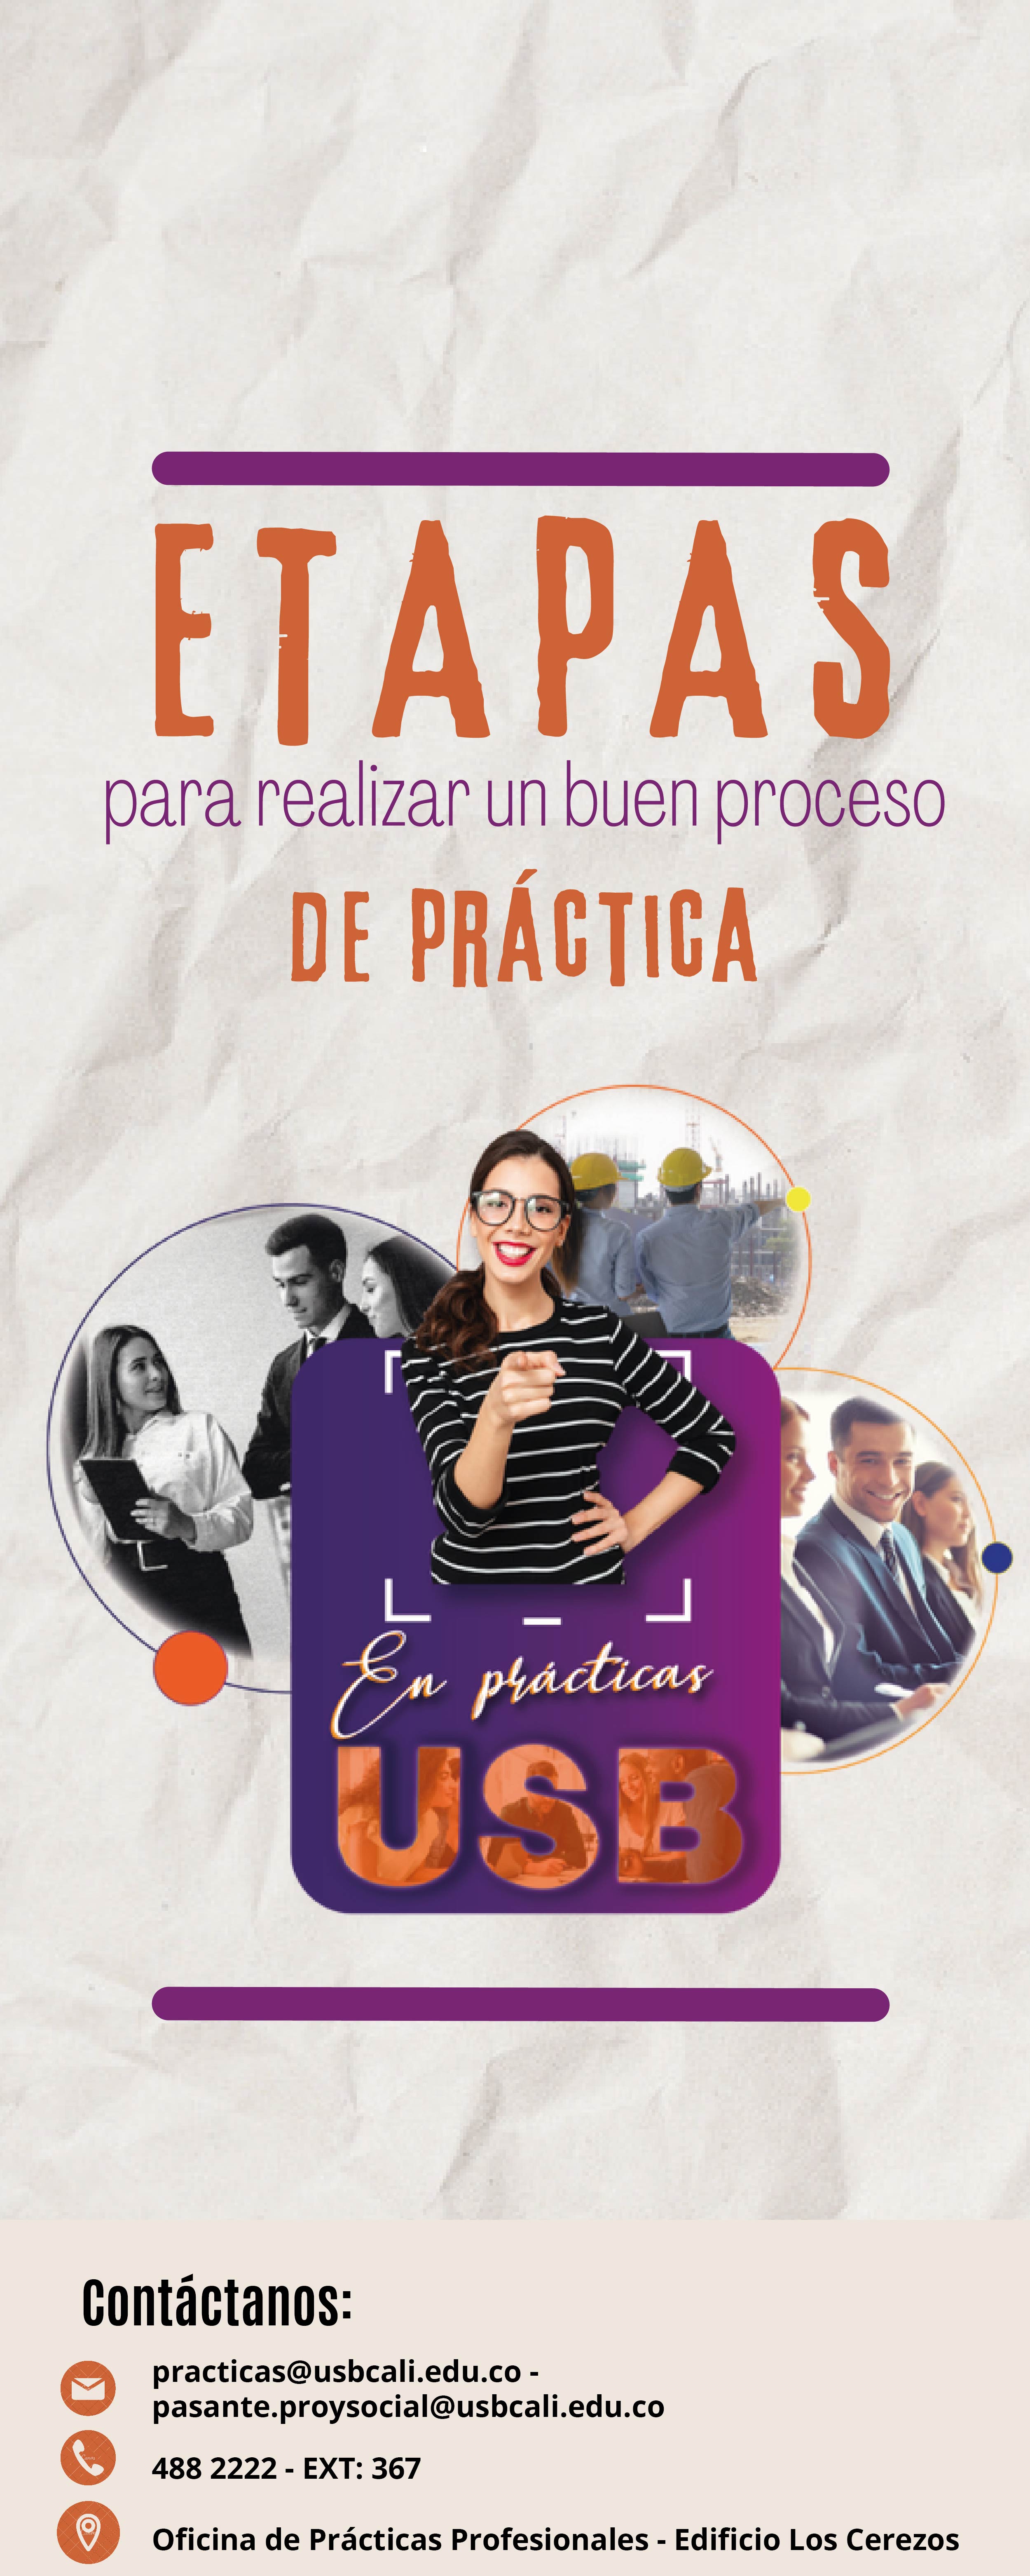 ETAPAS
para realizar un buen proceso
DE PRÁCTICA
En prácticas
USB
Contáctanos:
practicas@usbcali.edu.co -
pasante.proysocial@usbcali.edu.co
488 2222 - EXT: 367
Oficina de Prácticas Profesionales - Edificio Los Cerezos